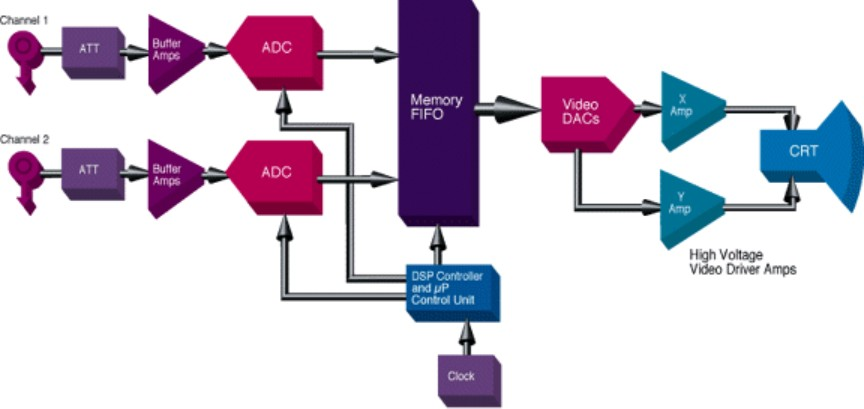 Channel 1
ATT
Buffer
Amps
ADC
Memory
FIFO
Video
DACs
X
Amp
CRT
Channel 2
ATT
Buffer
Amps
ADC
Y
Amp
High Voltage
Video Driver Amps
DSP Controller
and µP
Control Unit
Clock